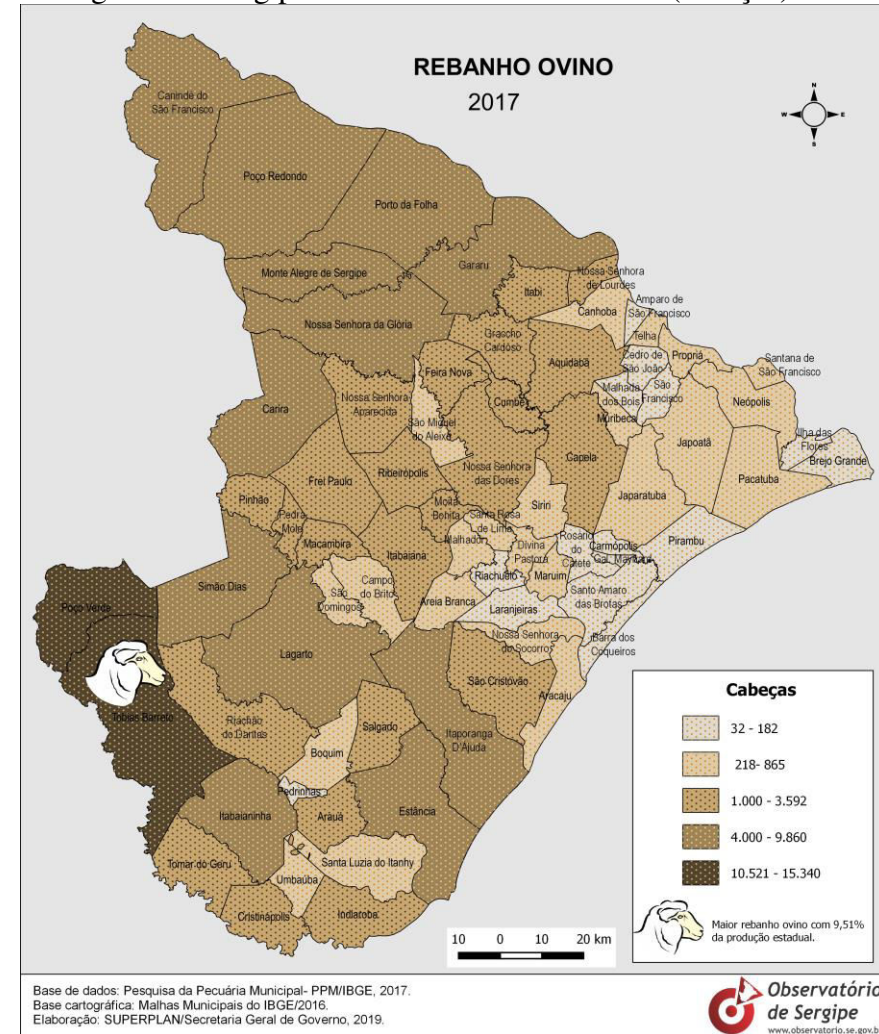 REBANHO OVINO
2017
N
W
E
S
Canindé do
São Francisco
Poço Redondo
Porto da Folha
Monte Alegre de Sergipe
Gararu
Nossa Senhora da Glória
Itabi
Nossa Senhora
de Lourdes
Canhoba
Amparo de
São Francisco
Telha
Graccho
Cardoso
Aquidabã
Cedro de
São João
Propriá
Santana de
São Francisco
Feira Nova
Cumbe
Malhada
dos Bois
São
Francisco
Neópolis
Carira
Nossa Senhora
Aparecida
São Miguel
do Aleixo
Muribeca
Japoatã
Ilha das
Flores
Brejo Grande
Nossa Senhora
das Dores
Capela
Pacatuba
Frei Paulo
Ribeirópolis
Japaratuba
Pinhão
Pedra
Mole
Moita
Bonita
Santa Rosa
de Lima
Siriri
Macambira
Itabaiana
Malhador
Divina
Pastora
Rosário
do
Catete
Carmópolis
Gal. Maynard
Pirambu
Simão Dias
São
Domingos
Campo
do Brito
Areia Branca
Riachuelo
Maruim
Laranjeiras
Santo Amaro
das Brotas
Poço Verde
Nossa Senhora
do Socorro
Barra dos
Coqueiros
Lagarto
São Cristóvão
Aracaju
Tobias Barreto
Riachão
do Dantas
Salgado
Itaporanga
D'Ajuda
Boquim
Pedrinhas
Itabaianinha
Arauá
Estância
Tomar do Geru
Umbaúba
Santa Luzia do Itanhy
Cristinápolis
Indiaroba
Cabeças
32 - 182
218- 865
1.000 - 3.592
4.000 - 9.860
10.521 - 15.340
Maior rebanho ovino com 9,51%
da produção estadual.
10 0 10 20 km
Base de dados: Pesquisa da Pecuária Municipal- PPM/IBGE, 2017.
Base cartográfica: Malhas Municipais do IBGE/2016.
Elaboração: SUPERPLAN/Secretaria Geral de Governo, 2019.
Observatório
de Sergipe